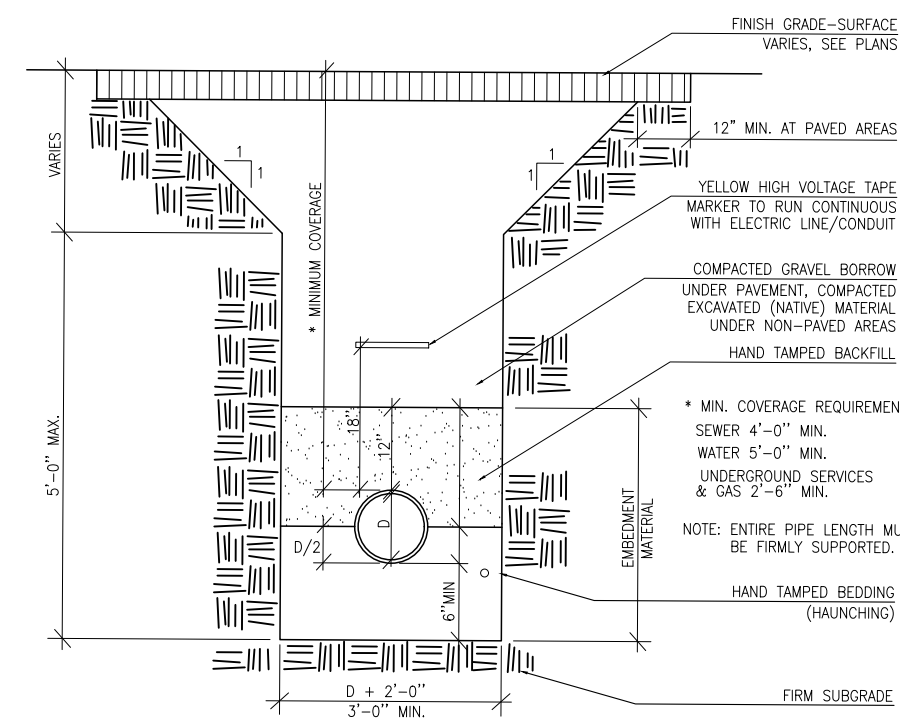 FINISH GRADE-SURFACE
VARIES, SEE PLANS
12" MIN. AT PAVED AREAS
VARIES
1
1
1
1
* MINIMUM COVERAGE
YELLOW HIGH VOLTAGE TAPE
MARKER TO RUN CONTINUOUS
WITH ELECTRIC LINE/CONDUIT
COMPACTED GRAVEL BORROW
UNDER PAVEMENT, COMPACTED
EXCAVATED (NATIVE) MATERIAL
UNDER NON-PAVED AREAS
HAND TAMPED BACKFILL
* MIN. COVERAGE REQUIREMEN
SEWER 4'-0" MIN.
WATER 5'-0" MIN.
UNDERGROUND SERVICES
& GAS 2'-6" MIN.
NOTE: ENTIRE PIPE LENGTH MU
BE FIRMLY SUPPORTED.
5'-0" MAX.
18"
12"
D
D/2
6"MIN
EMBEDMENT
MATERIAL
HAND TAMPED BEDDING
(HAUNCHING)
D + 2'-0"
3'-0" MIN.
FIRM SUBGRADE